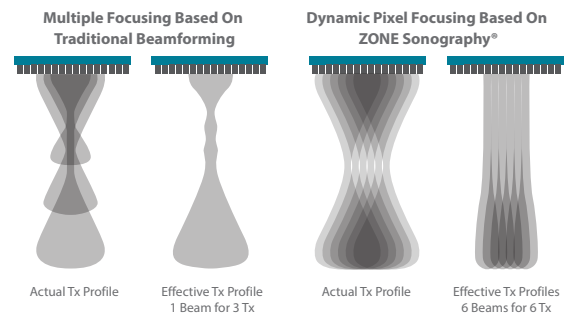 Multiple Focusing Based On
Traditional Beamforming
Dynamic Pixel Focusing Based On
ZONE Sonography®
Actual Tx Profile
Effective Tx Profile
1 Beam for 3 Tx
Actual Tx Profile
Effective Tx Profiles
6 Beams for 6 Tx